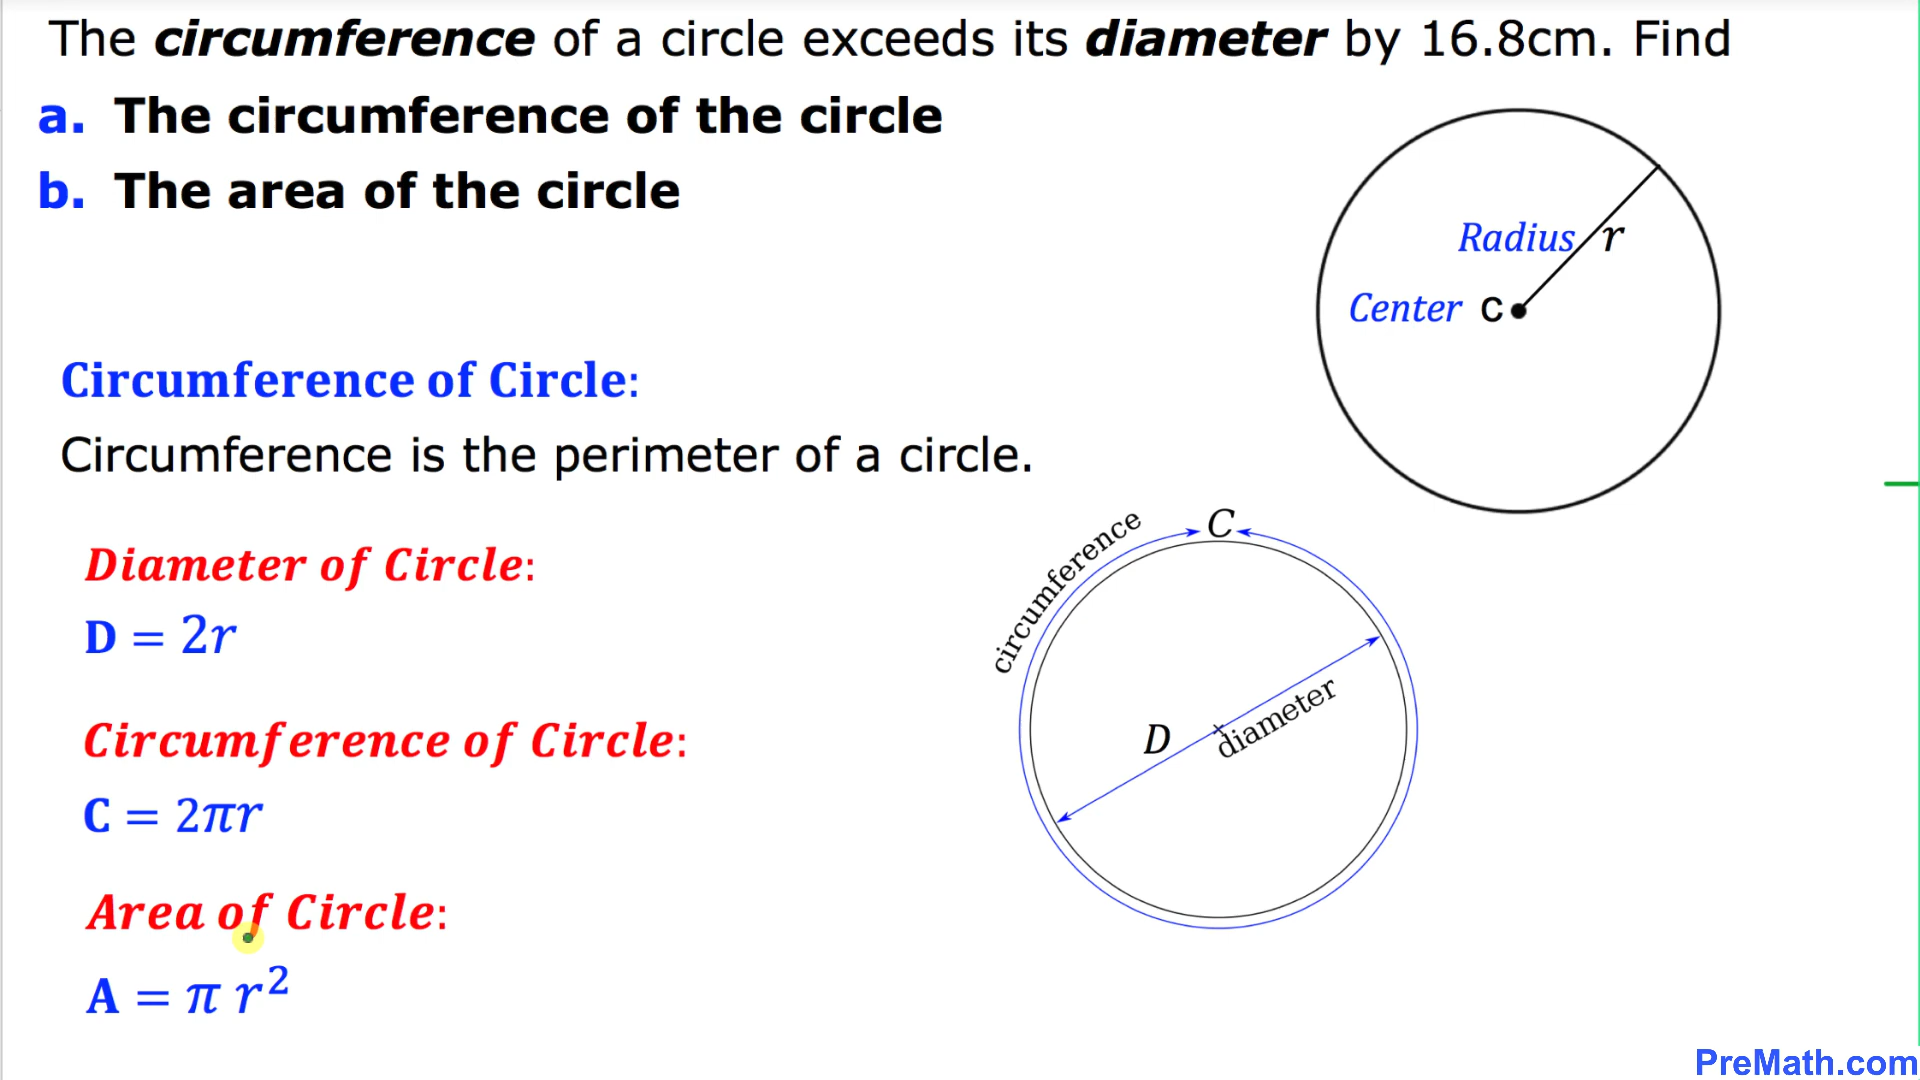 The circumference of a circle exceeds its diameter by 16.8cm. Find
a. The circumference of the circle
b. The area of the circle
Radius r
Center c
Circumference of Circle:
Circumference is the perimeter of a circle.
circumference
C
D
diameter
Diameter of Circle:
D = 2r
Circumference of Circle:
C = 2πr
Area of Circle:
A = π r²
PreMath.com